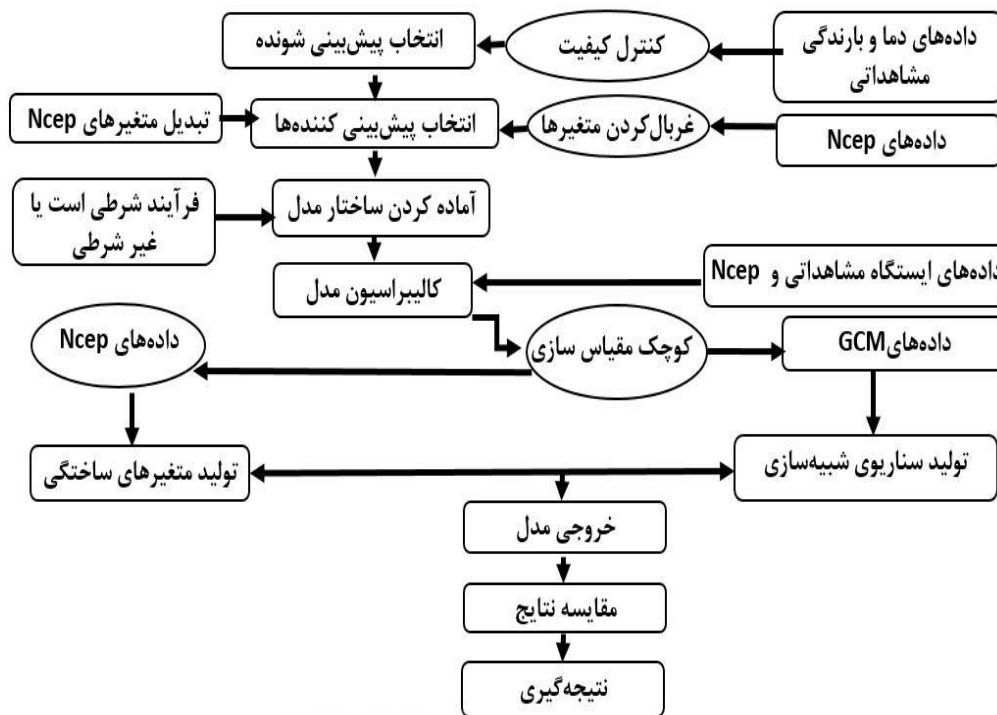 داده‌های دما و بارندگی
مشاهداتی
کنترل کیفیت
انتخاب پیش‌بینی شونده
داده‌های Ncep
غربال‌کردن متغیرها
انتخاب پیش‌بینی کننده‌ها
تبدیل متغیرهای Ncep
آماده کردن ساختار مدل
فرآیند شرطی است یا
غیر شرطی
داده‌های ایستگاه مشاهداتی و Ncep
کالیبراسیون مدل
داده‌های GCM
کوچک مقیاس سازی
داده‌های Ncep
تولید سناریوی شبیه‌سازی
تولید متغیرهای ساختگی
خروجی مدل
مقایسه نتایج
نتیجه‌گیری